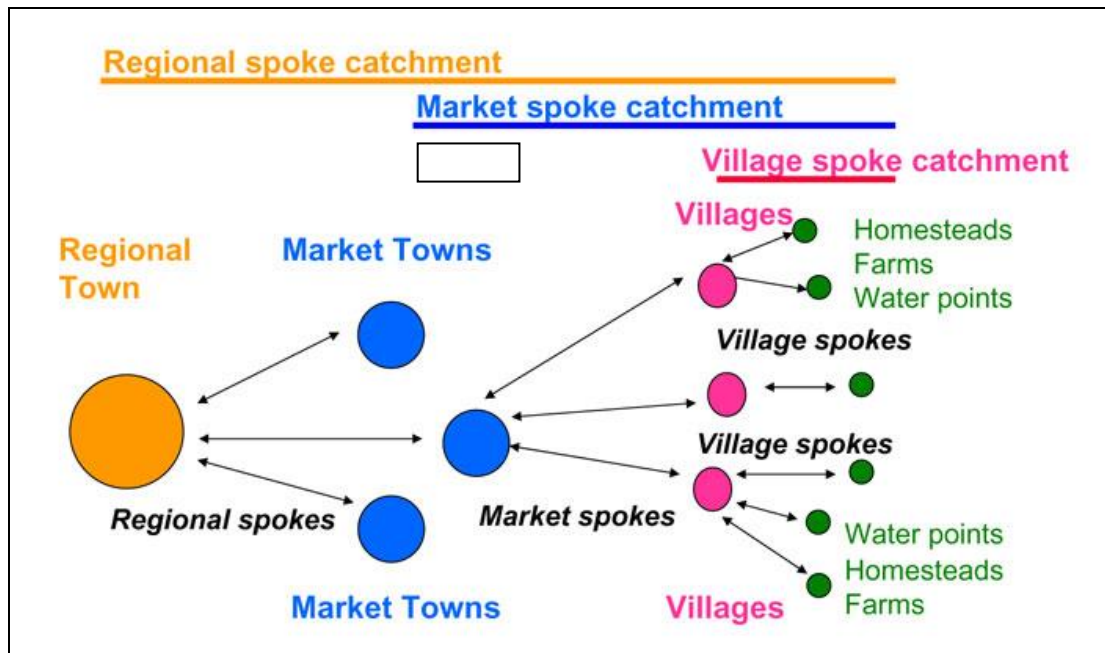 Regional spoke catchment
Market spoke catchment
Village spoke catchment
Villages
Regional
Town
Market Towns
Homesteads
Farms
Water points
Village spokes
Village spokes
Regional spokes
Market spokes
Water points
Homesteads
Farms
Market Towns
Villages